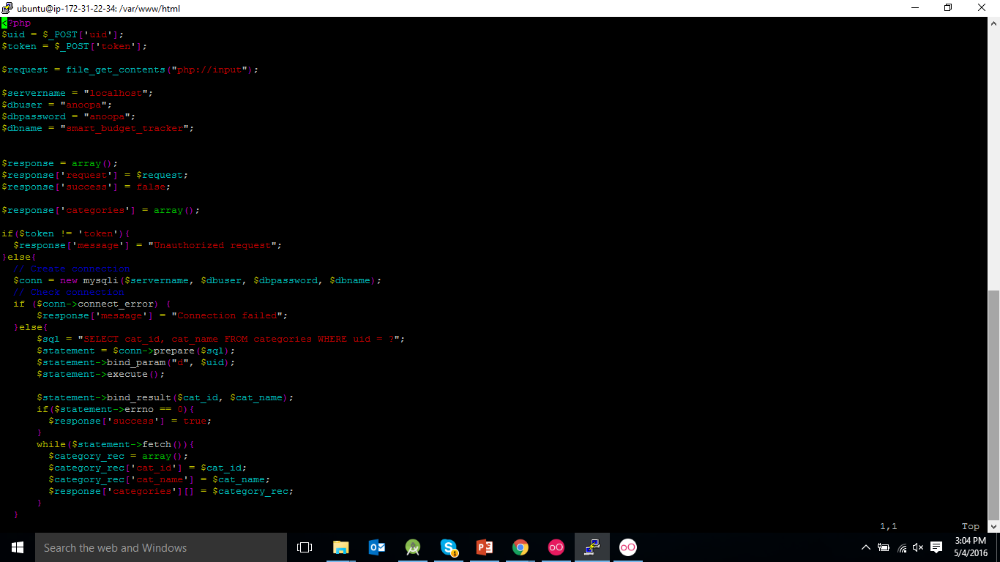 ubuntu@ip-172-31-22-34: /var/www/html
<?php
$uid = $_POST['uid'];
$token = $_POST['token'];
$request = file_get_contents("php://input");
$servername = "localhost";
$dbuser = "anoopa";
$dbpassword = "anoopa";
$dbname = "smart_budget_tracker";
$response = array();
$response['request'] = $request;
$response['success'] = false;
$response['categories'] = array();
if($token != 'token'){
  $response['message'] = "Unauthorized request";
}else{
  // Create connection
  $conn = new mysqli($servername, $dbuser, $dbpassword, $dbname);
  // Check connection
  if ($conn->connect_error) {
      $response['message'] = "Connection failed";
  }else{
      $sql = "SELECT cat_id, cat_name FROM categories WHERE uid = ?";
      $statement = $conn->prepare($sql);
      $statement->bind_param("d", $uid);
      $statement->execute();
      $statement->bind_result($cat_id, $cat_name);
      if($statement->errno == 0){
        $response['success'] = true;
      }
      while($statement->fetch()){
        $category_rec = array();
        $category_rec['cat_id'] = $cat_id;
        $category_rec['cat_name'] = $cat_name;
        $response['categories'][] = $category_rec;
      }
  }
1,1 Top
Search the web and Windows
1
3:04 PM
5/4/2016